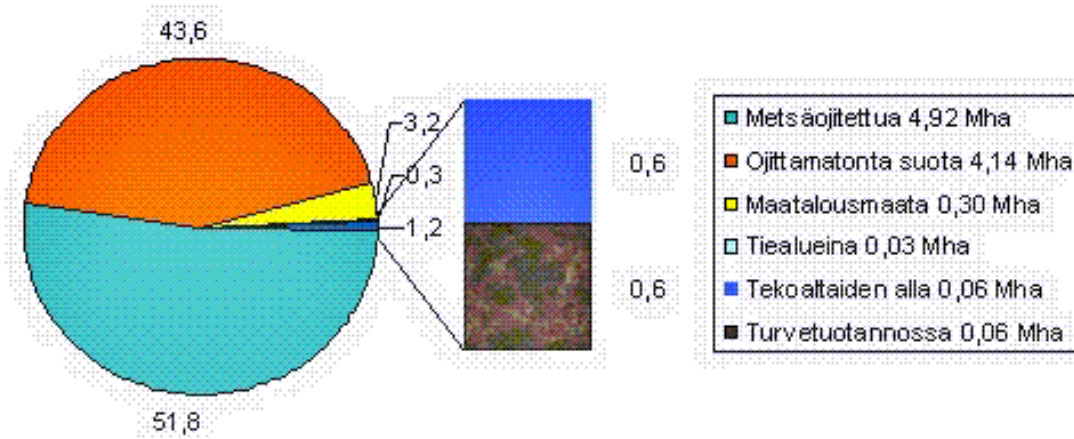 43,6
3,2
0,3
1,2
51,8
0,6
0,6
Metsäojitettua 4,92 Mha
Ojittamatonta suota 4,14 Mha
Maatalousmaata 0,30 Mha
Tiealueina 0,03 Mha
Tekoaltaiden alla 0,06 Mha
Turvetuotannossa 0,06 Mha